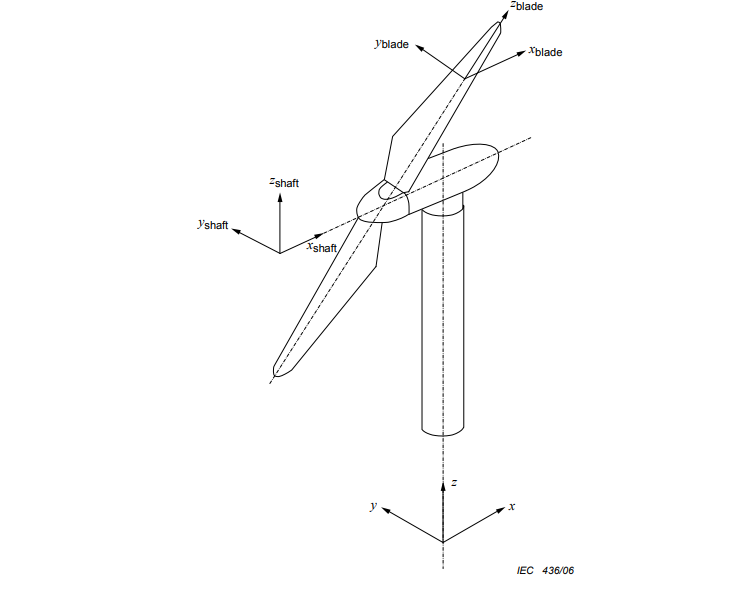 zblade
yblade
xblade
zshaft
yshaft
xshaft
z
y
x
IEC 436/06